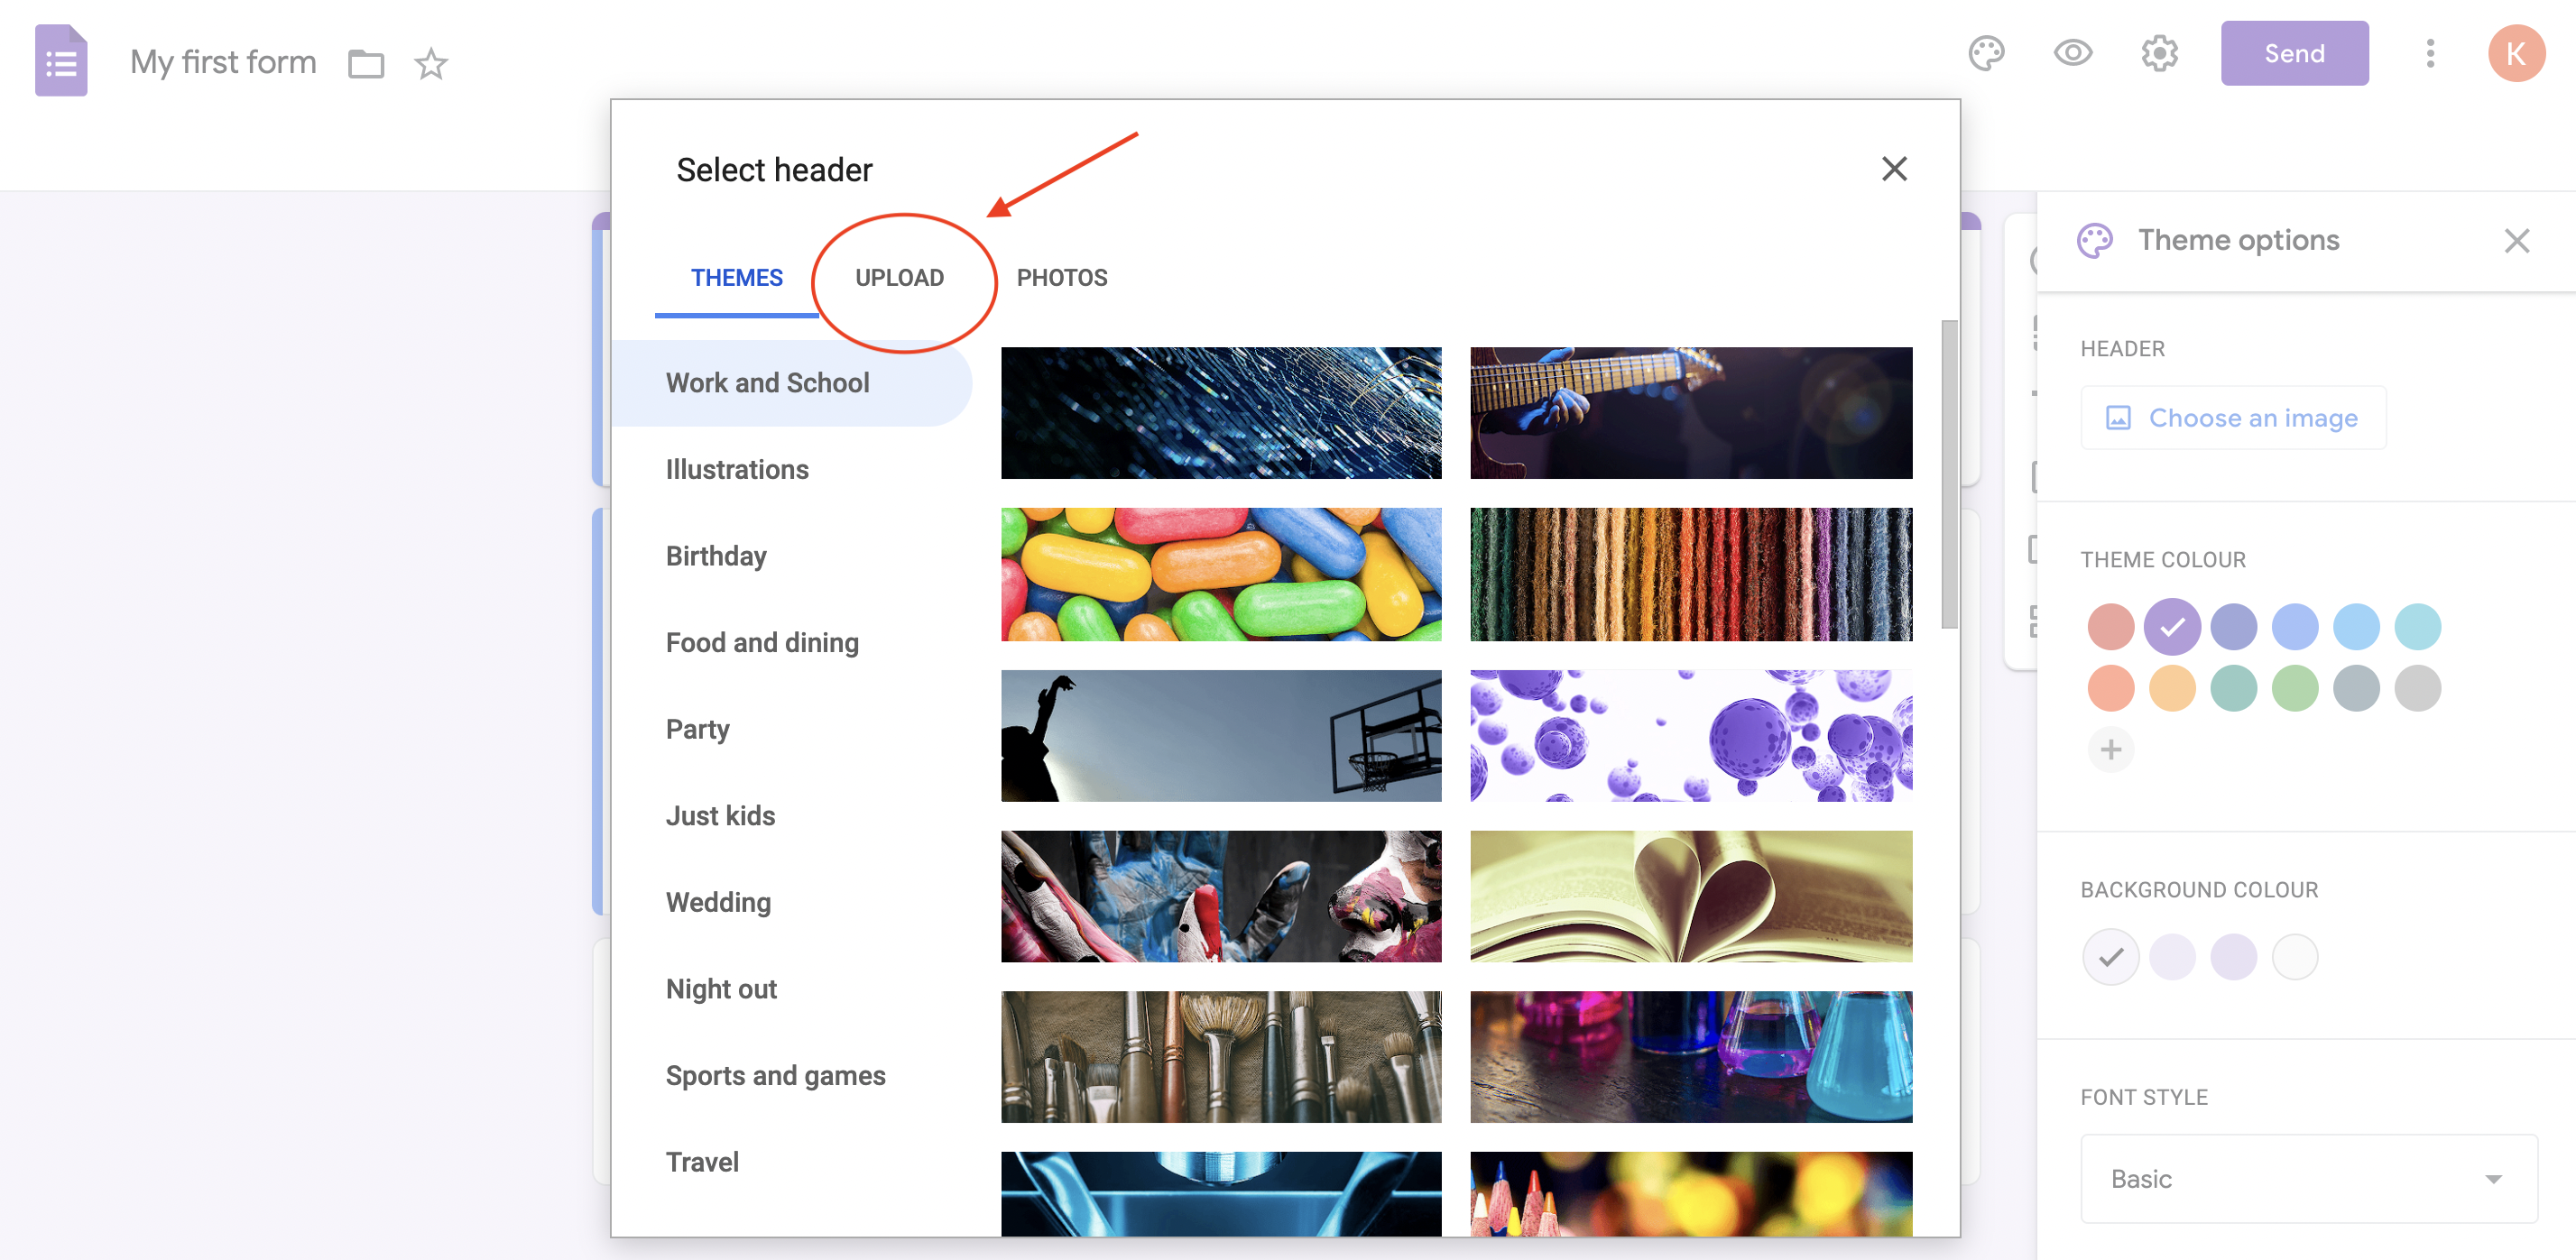 My first form
Send
K
Select header
THEMES
UPLOAD
PHOTOS
Work and School
Illustrations
Birthday
Food and dining
Party
Just kids
Wedding
Night out
Sports and games
Travel
Theme options
HEADER
Choose an image
THEME COLOUR
BACKGROUND COLOUR
FONT STYLE
Basic